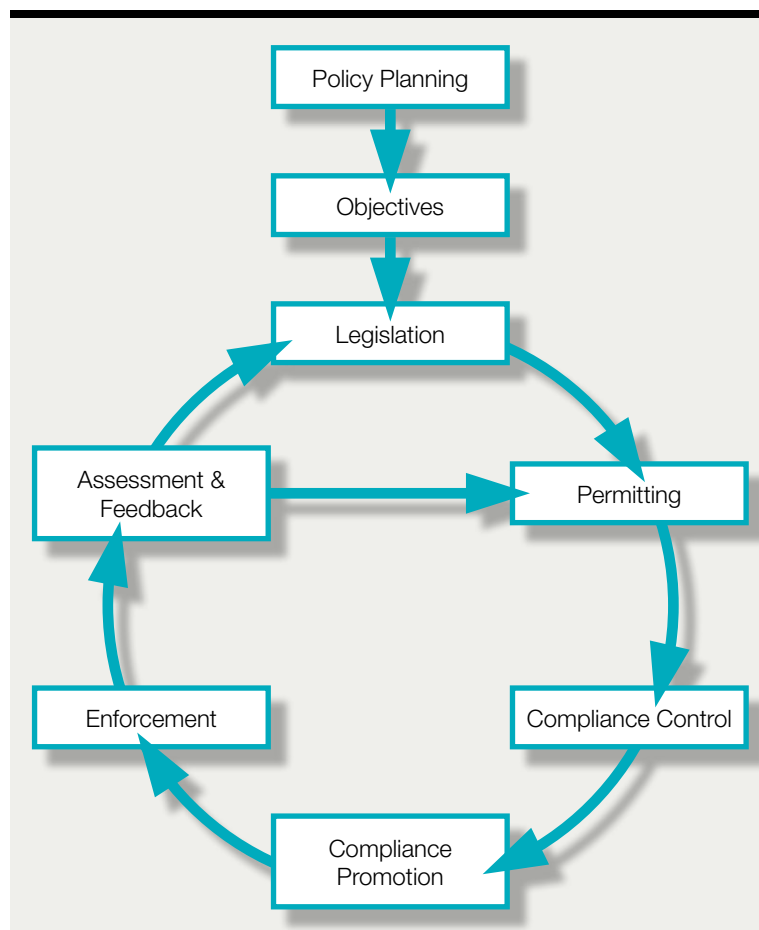 Policy Planning
Objectives
Legislation
Assessment &
Feedback
Permitting
Enforcement
Compliance Control
Compliance
Promotion